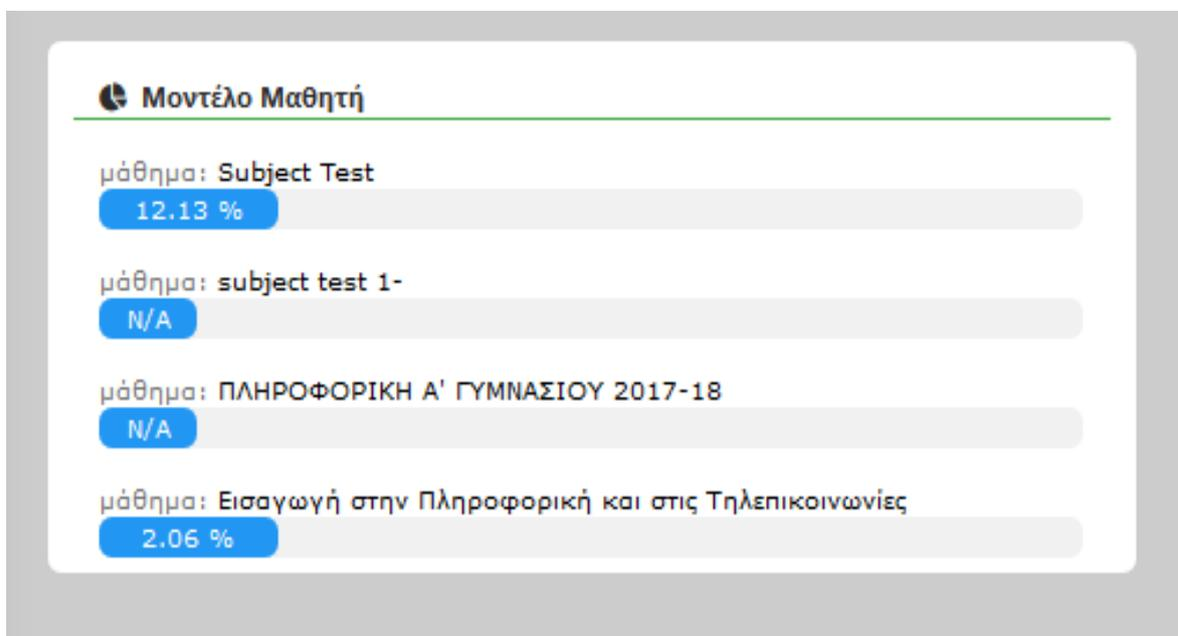 Μοντέλο Μαθητή
μάθημα: Subject Test
12.13 %
μάθημα: subject test 1-
N/A
μάθημα: ΠΛΗΡΟΦΟΡΙΚΗ Α' ΓΥΜΝΑΣΙΟΥ 2017-18
N/A
μάθημα: Εισαγωγή στην Πληροφορική και στις Τηλεπικοινωνίες
2.06 %